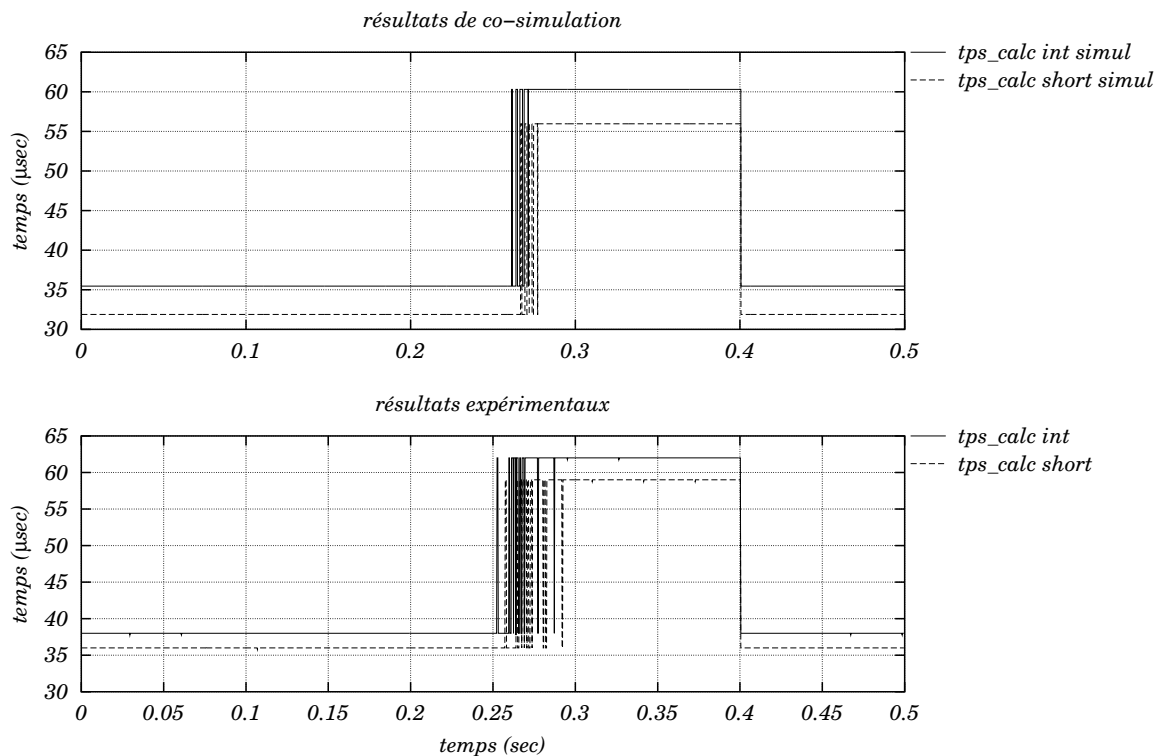 résultats de co-simulation
65
60
55
50
45
40
35
30
temps (μsec)
0 0.1 0.2 0.3 0.4 0.5
tps_calc int simul
tps_calc short simul
résultats expérimentaux
65
60
55
50
45
40
35
30
temps (μsec)
0 0.05 0.1 0.15 0.2 0.25 0.3 0.35 0.4 0.45 0.5
temps (sec)
tps_calc int
tps_calc short